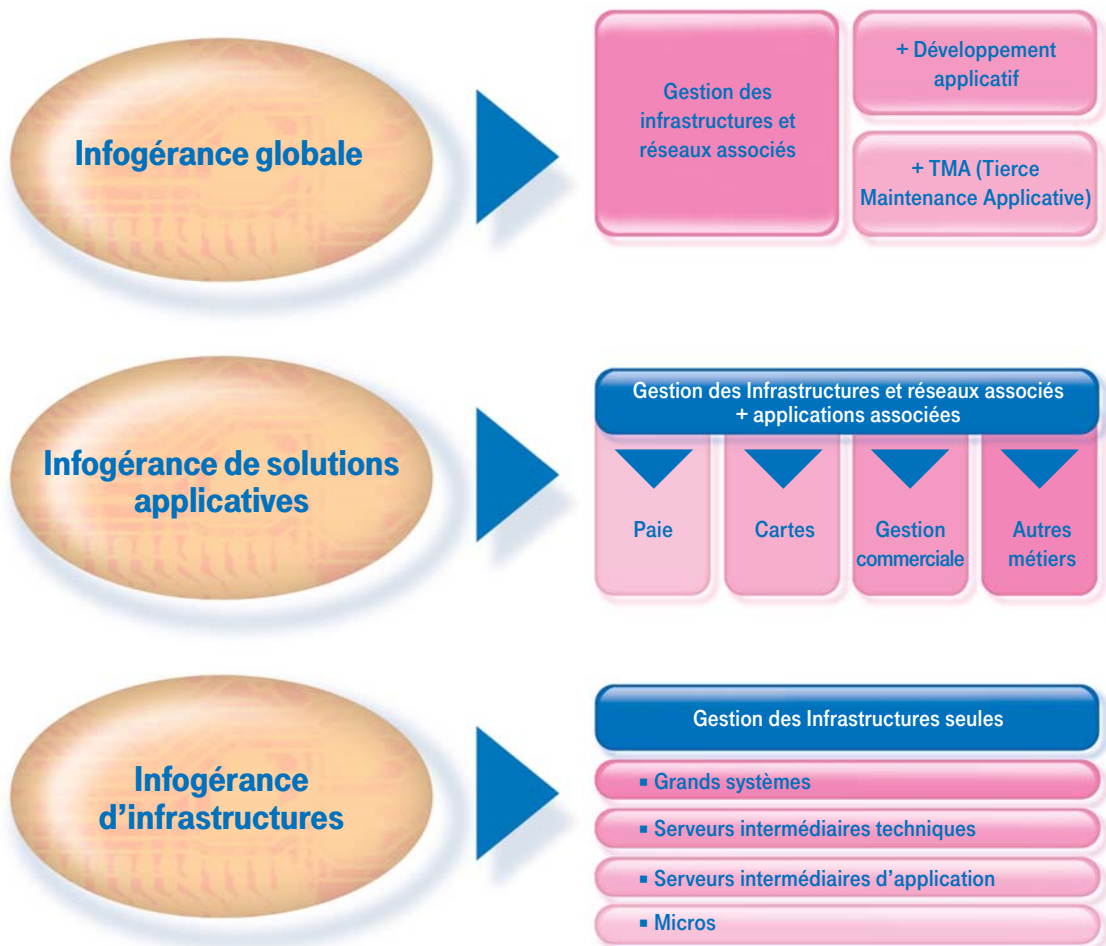 Infogérance globale
Gestion des
infrastructures et
réseaux associés
+ Développement
applicatif
+ TMA (Tierce
Maintenance Applicative)
Infogérance de solutions
applicatives
Gestion des Infrastructures et réseaux associés
+ applications associées
Paie
Cartes
Gestion
commerciale
Autres
métiers
Infogérance
d’infrastructures
Gestion des Infrastructures seules
▪ Grands systèmes
▪ Serveurs intermédiaires techniques
▪ Serveurs intermédiaires d’application
▪ Micros